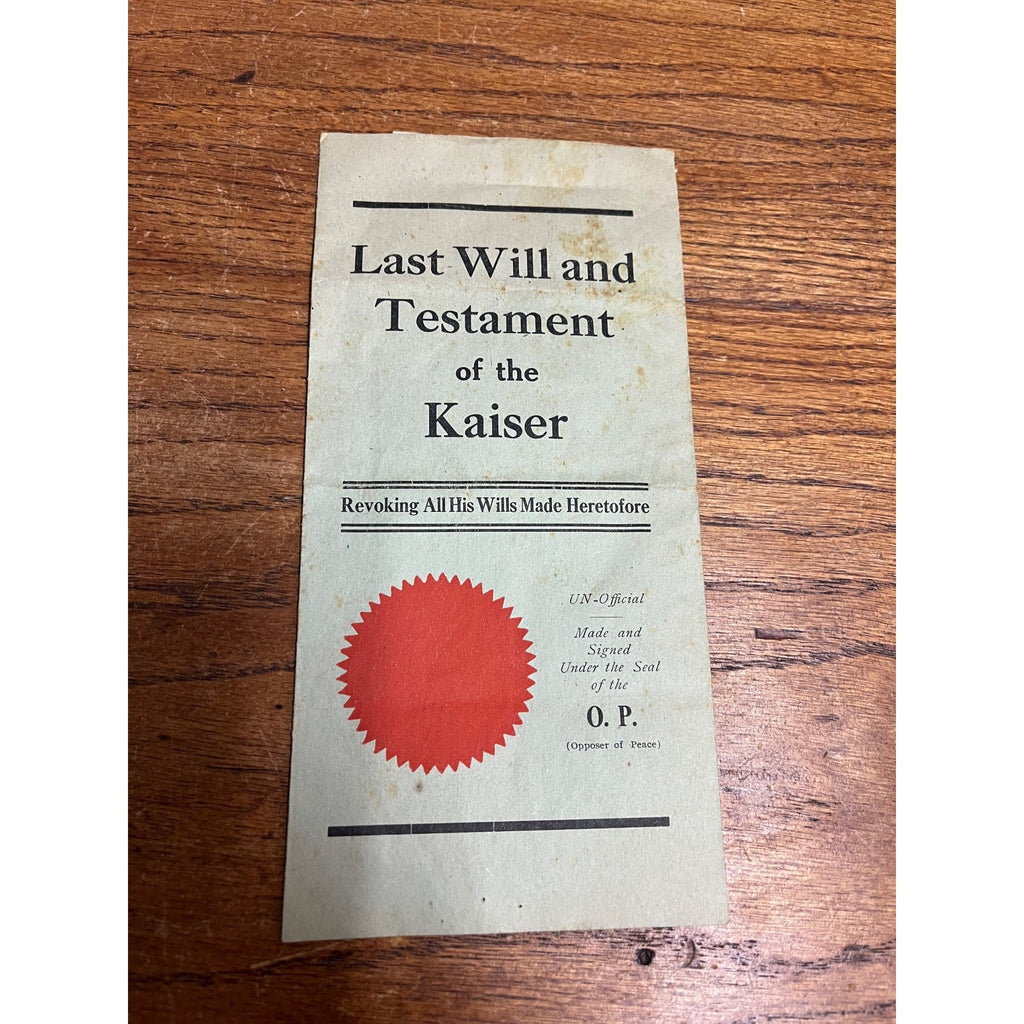 Last Will and
Testament
of the
Kaiser
Revoking All His Wills Made Heretofore
UN-Official
Made and
Signed
Under the Seal
of the
O. P.
(Opposer of Peace)